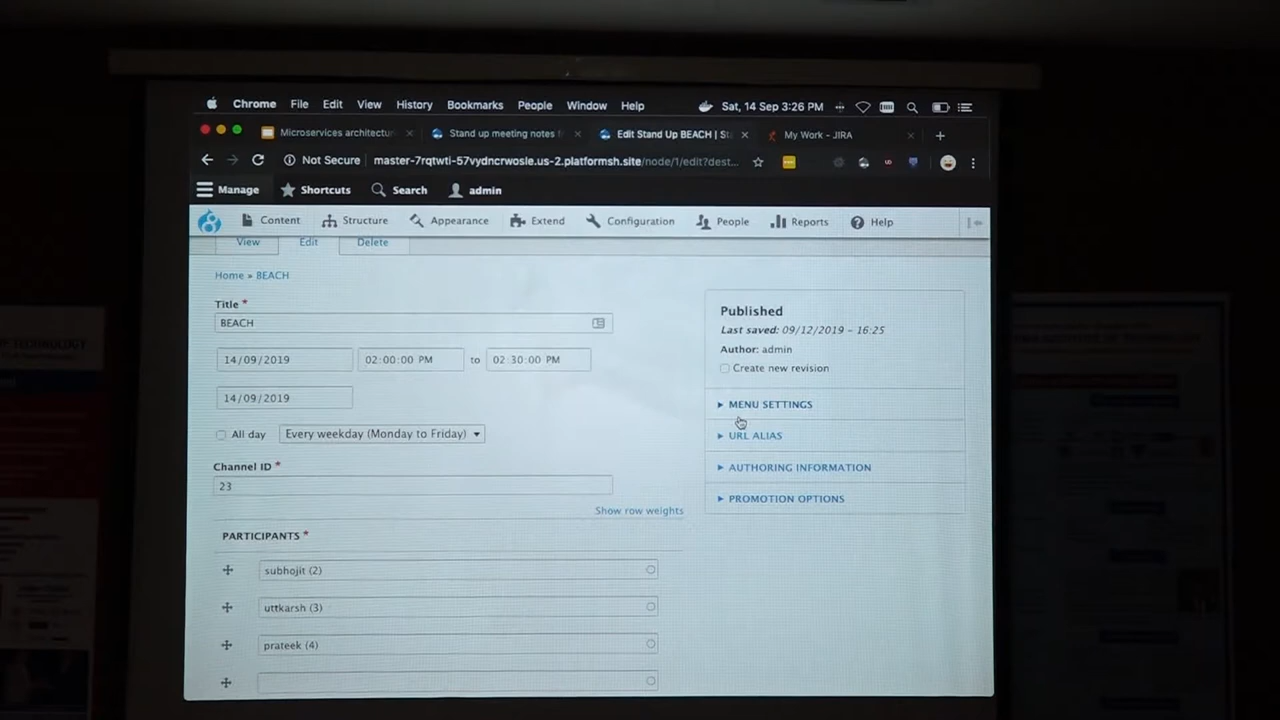 Chrome File Edit View History Bookmarks People Window Help Sat, 14 Sep 3:26 PM
Microservices architectur Stand up meeting notes Edit Stand Up BEACH | St My Work - JIRA
Not Secure master-7rqtwti-57vydncrwosle.us-2.platformsh.site/node/1/edit?dest...
Manage Shortcuts Search admin
Content Structure Appearance Extend Configuration People Reports Help
View Edit Delete
Home » BEACH
Title *
BEACH
14/09/2019 02:00:00 PM to 02:30:00 PM
14/09/2019
All day Every weekday (Monday to Friday)
Channel ID *
23
Show row weights
PARTICIPANTS *
subhojit (2)
uttkarsh (3)
prateek (4)
Published
Last saved: 09/12/2019 - 16:25
Author: admin
Create new revision
MENU SETTINGS
URL ALIAS
AUTHORING INFORMATION
PROMOTION OPTIONS
TECHNOLOGY